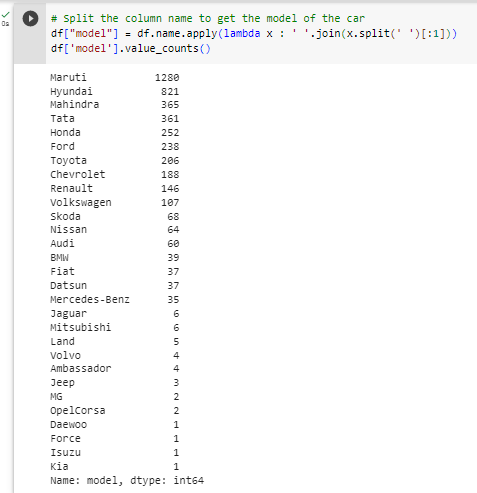 # Split the column name to get the model of the car
df["model"] = df.name.apply(lambda x : ' '.join(x.split(' ')[:1]))
df['model'].value_counts()
0s
Maruti 1280
Hyundai 821
Mahindra 365
Tata 361
Honda 252
Ford 238
Toyota 206
Chevrolet 188
Renault 146
Volkswagen 107
Skoda 68
Nissan 64
Audi 60
BMW 39
Fiat 37
Datsun 37
Mercedes-Benz 35
Jaguar 6
Mitsubishi 6
Land 5
Volvo 4
Ambassador 4
Jeep 3
MG 2
OpelCorsa 2
Daewoo 1
Force 1
Isuzu 1
Kia 1
Name: model, dtype: int64